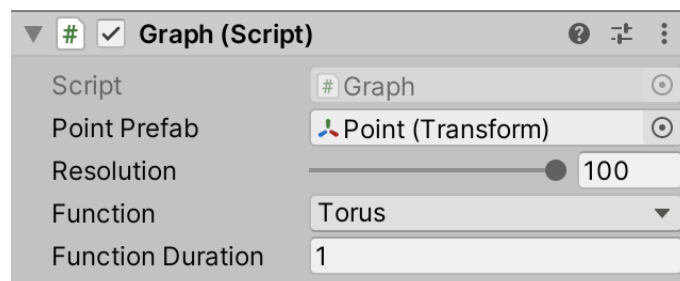 # Graph (Script)
Script # Graph
Point Prefab Point (Transform)
Resolution 100
Function Torus
Function Duration 1